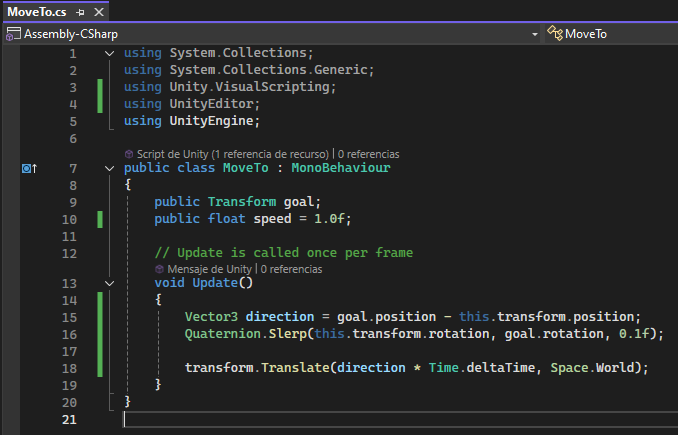 MoveTo.cs
Assembly-CSharp
MoveTo
1 using System.Collections;
2 using System.Collections.Generic;
3 using Unity.VisualScripting;
4 using UnityEditor;
5 using UnityEngine;
6
Script de Unity (1 referencia de recurso) | 0 referencias
7 public class MoveTo : MonoBehaviour
8 {
9 public Transform goal;
10 public float speed = 1.0f;
11
12 // Update is called once per frame
Mensaje de Unity | 0 referencias
13 void Update()
14 {
15 Vector3 direction = goal.position - this.transform.position;
16 Quaternion.Slerp(this.transform.rotation, goal.rotation, 0.1f);
17
18 transform.Translate(direction * Time.deltaTime, Space.World);
19 }
20 }
21